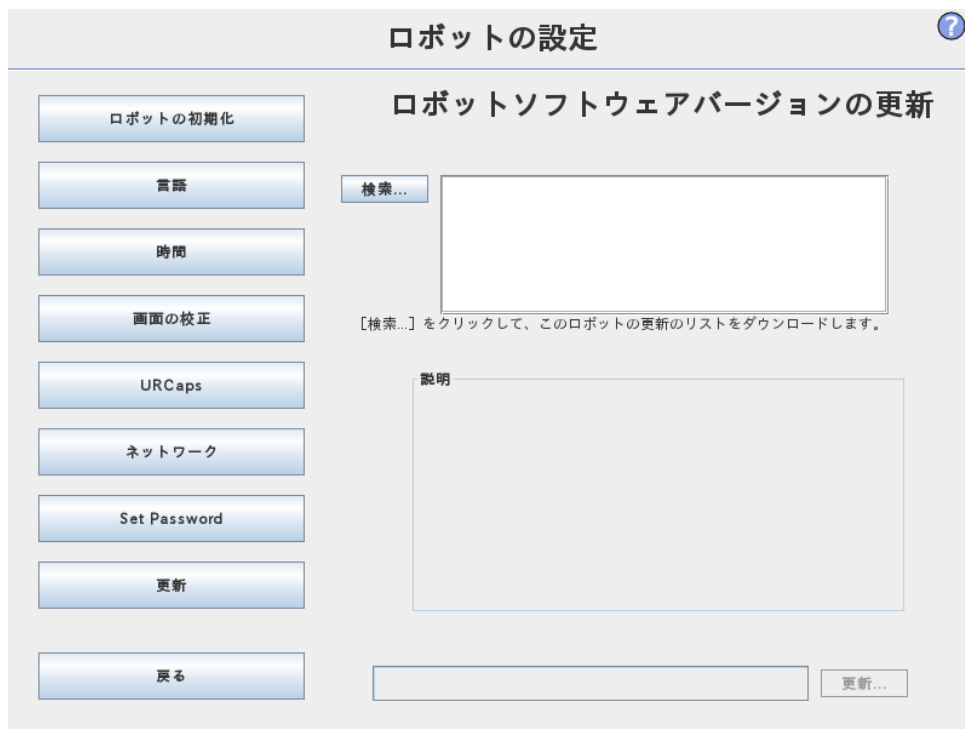 ロボットの設定
?
ロボットの初期化
言語
時間
画面の校正
URCaps
ネットワーク
Set Password
更新
戻る
ロボットソフトウェアバージョンの更新
検索...
[検索...] をクリックして、このロボットの更新のリストをダウンロードします。
説明
更新...